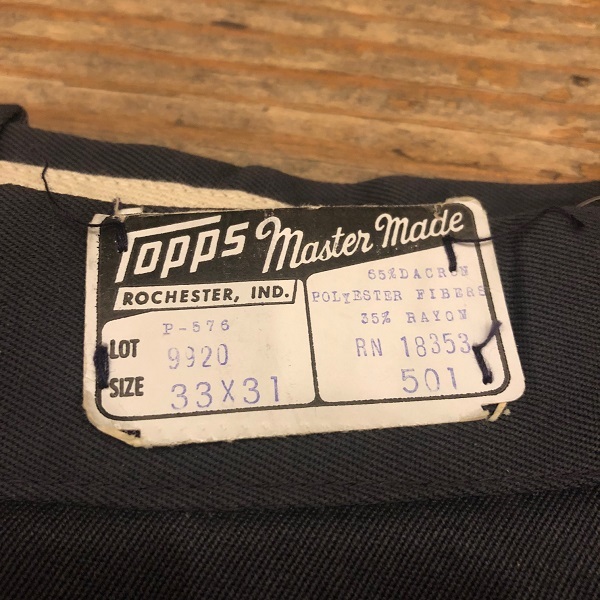 Topps Master Made
ROCHESTER, IND.
P-576
LOT 9920
SIZE 33X31
65% DACRON
POLYESTER FIBERS
35% RAYON
RN 18353
501